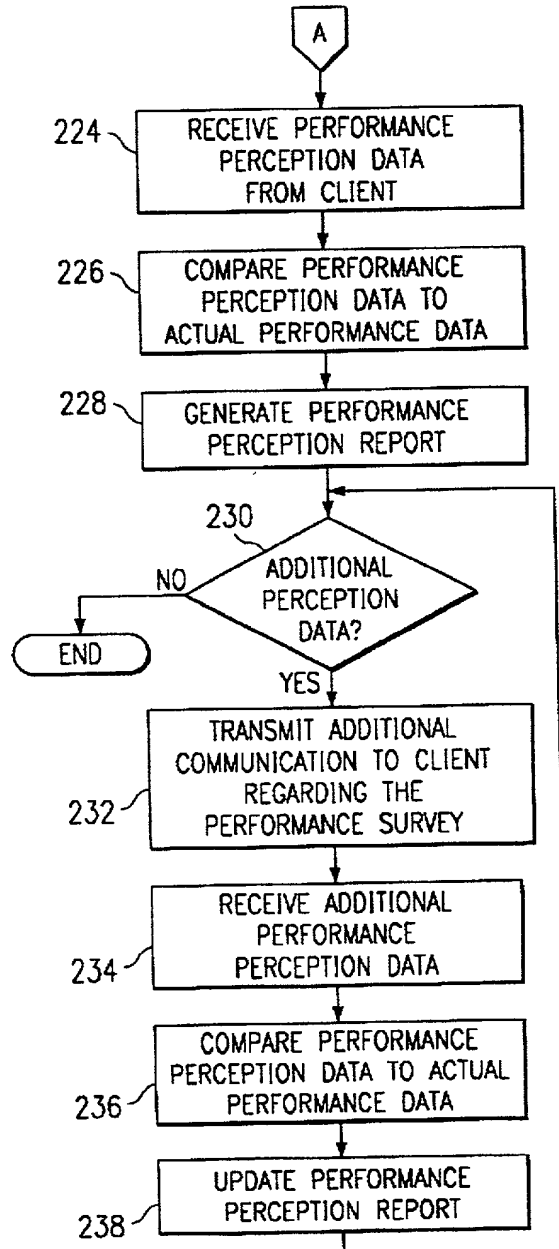 A
224
RECEIVE PERFORMANCE
PERCEPTION DATA
FROM CLIENT
226
COMPARE PERFORMANCE
PERCEPTION DATA TO
ACTUAL PERFORMANCE DATA
228
GENERATE PERFORMANCE
PERCEPTION REPORT
230
ADDITIONAL
PERCEPTION
DATA?
NO
END
YES
232
TRANSMIT ADDITIONAL
COMMUNICATION TO CLIENT
REGARDING THE
PERFORMANCE SURVEY
234
RECEIVE ADDITIONAL
PERFORMANCE
PERCEPTION DATA
236
COMPARE PERFORMANCE
PERCEPTION DATA TO ACTUAL
PERFORMANCE DATA
238
UPDATE PERFORMANCE
PERCEPTION REPORT